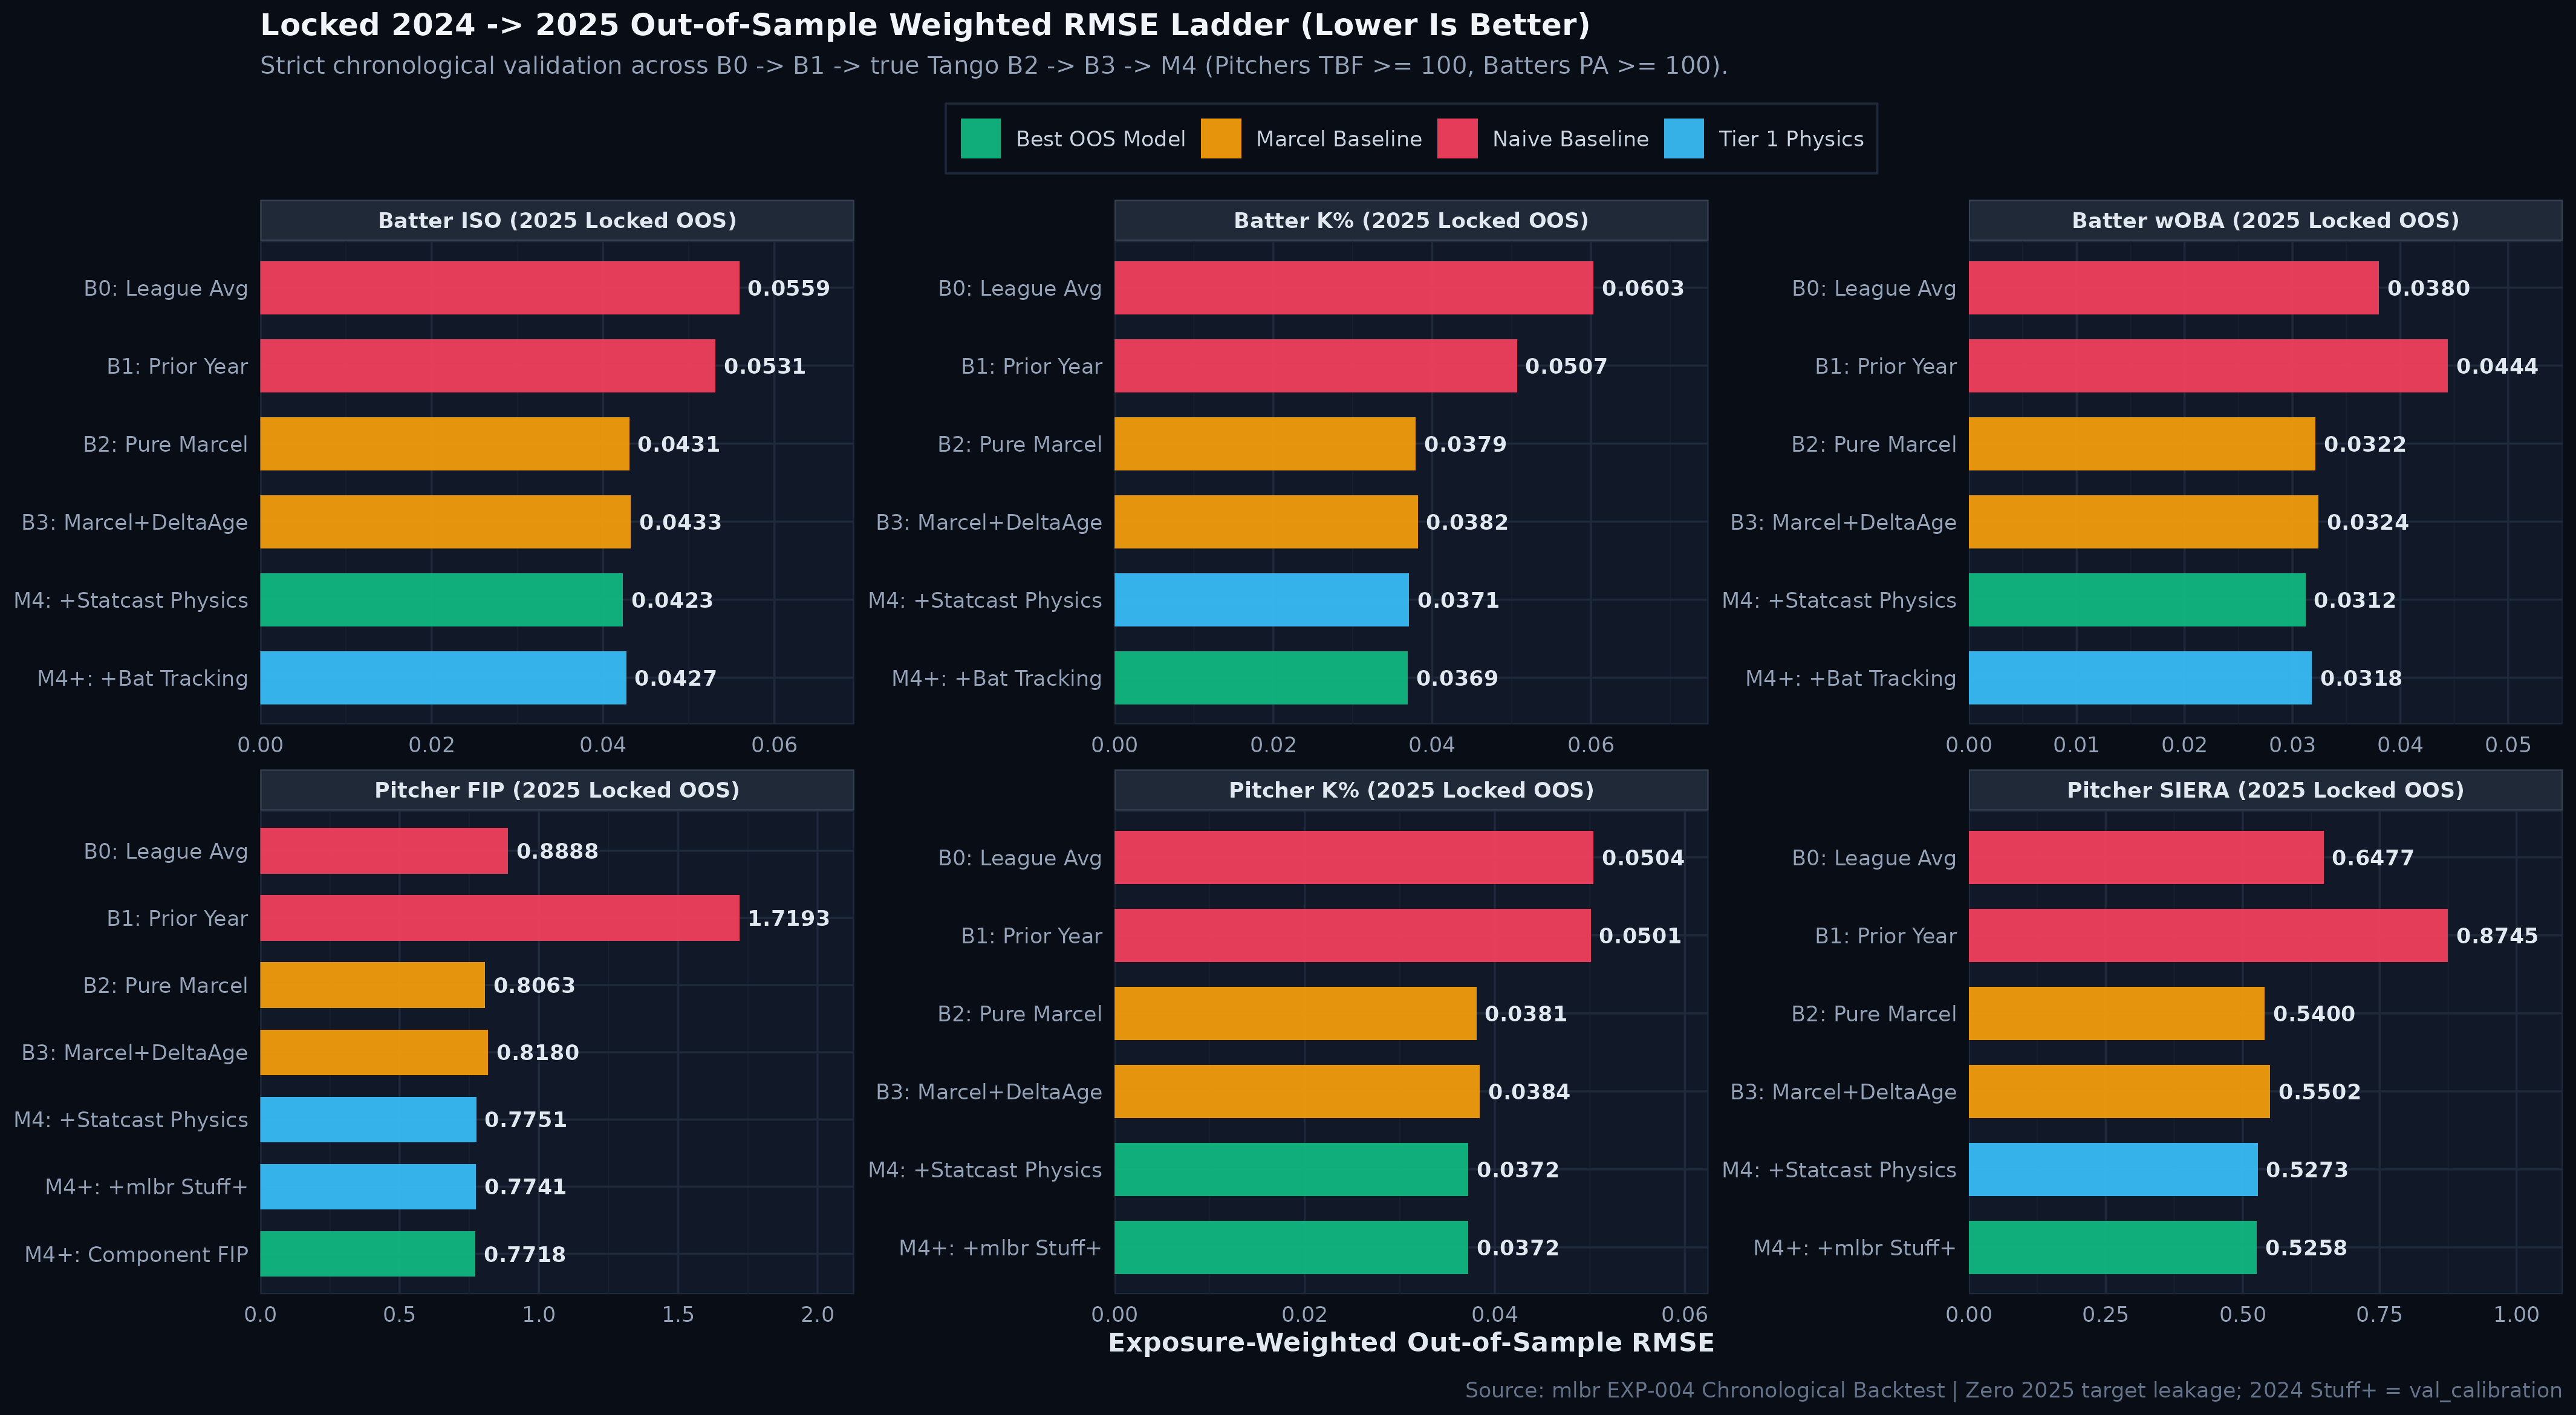 Locked 2024 -> 2025 Out-of-Sample Weighted RMSE Ladder (Lower Is Better)
Strict chronological validation across B0 -> B1 -> true Tango B2 -> B3 -> M4 (Pitchers TBF >= 100, Batters PA >= 100).
Best OOS Model
Marcel Baseline
Naive Baseline
Tier 1 Physics
Batter ISO (2025 Locked OOS)
B0: League Avg 0.0559
B1: Prior Year 0.0531
B2: Pure Marcel 0.0431
B3: Marcel+DeltaAge 0.0433
M4: +Statcast Physics 0.0423
M4+: +Bat Tracking 0.0427
0.00 0.02 0.04 0.06
Batter K% (2025 Locked OOS)
B0: League Avg 0.0603
B1: Prior Year 0.0507
B2: Pure Marcel 0.0379
B3: Marcel+DeltaAge 0.0382
M4: +Statcast Physics 0.0371
M4+: +Bat Tracking 0.0369
0.00 0.02 0.04 0.06
Batter wOBA (2025 Locked OOS)
B0: League Avg 0.0380
B1: Prior Year 0.0444
B2: Pure Marcel 0.0322
B3: Marcel+DeltaAge 0.0324
M4: +Statcast Physics 0.0312
M4+: +Bat Tracking 0.0318
0.00 0.01 0.02 0.03 0.04 0.05
Pitcher FIP (2025 Locked OOS)
B0: League Avg 0.8888
B1: Prior Year 1.7193
B2: Pure Marcel 0.8063
B3: Marcel+DeltaAge 0.8180
M4: +Statcast Physics 0.7751
M4+: +mlbr Stuff+ 0.7741
M4+: Component FIP 0.7718
0.0 0.5 1.0 1.5 2.0
Pitcher K% (2025 Locked OOS)
B0: League Avg 0.0504
B1: Prior Year 0.0501
B2: Pure Marcel 0.0381
B3: Marcel+DeltaAge 0.0384
M4: +Statcast Physics 0.0372
M4+: +mlbr Stuff+ 0.0372
0.00 0.02 0.04 0.06
Pitcher SIERA (2025 Locked OOS)
B0: League Avg 0.6477
B1: Prior Year 0.8745
B2: Pure Marcel 0.5400
B3: Marcel+DeltaAge 0.5502
M4: +Statcast Physics 0.5273
M4+: +mlbr Stuff+ 0.5258
0.00 0.25 0.50 0.75 1.00
Exposure-Weighted Out-of-Sample RMSE
Source: mlbr EXP-004 Chronological Backtest | Zero 2025 target leakage; 2024 Stuff+ = val_calibration